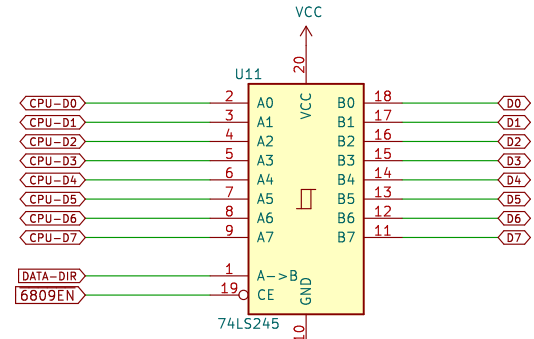 VCC
20
U11
CPU-D0 2 A0 VCC B0 18 D0
CPU-D1 3 A1 B1 17 D1
CPU-D2 4 A2 B2 16 D2
CPU-D3 5 A3 B3 15 D3
CPU-D4 6 A4 B4 14 D4
CPU-D5 7 A5 B5 13 D5
CPU-D6 8 A6 B6 12 D6
CPU-D7 9 A7 B7 11 D7
DATA-DIR 1 A->B
6809EN 19 CE GND
74LS245 10